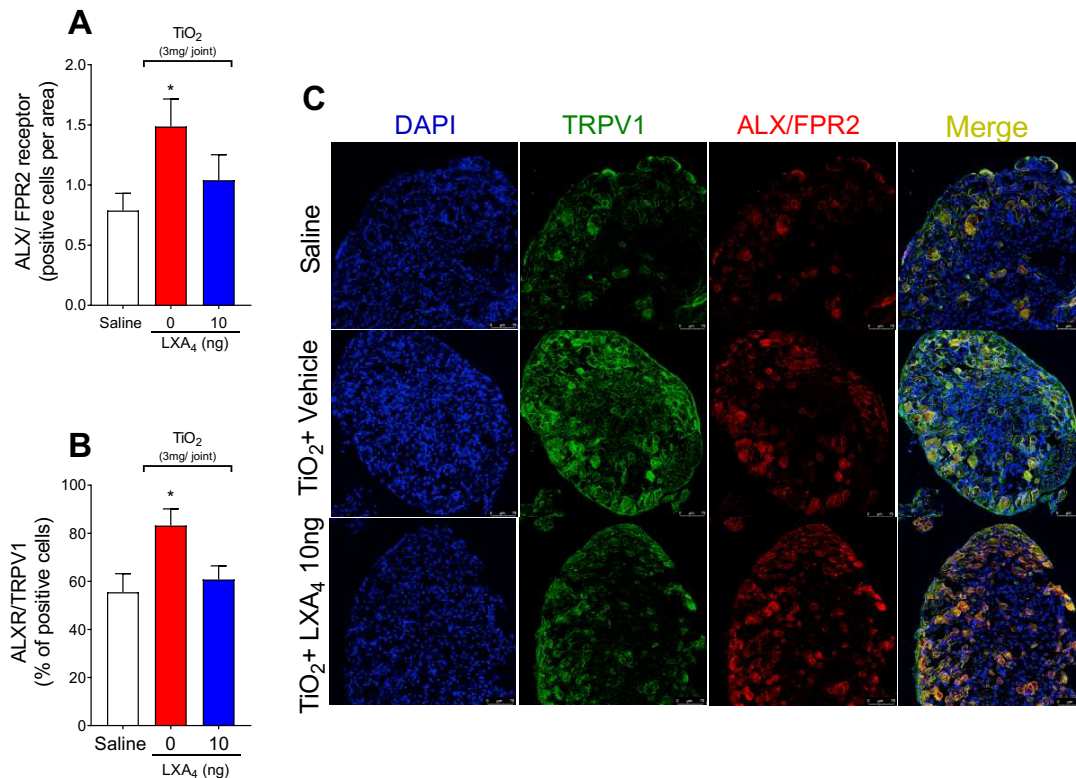 A
TiO2
(3mg/ joint)
ALX/ FPR2 receptor
(positive cells per area)
2.0
1.5
1.0
0.5
0.0
*
Saline
0
10
LXA4 (ng)
B
TiO2
(3mg/ joint)
ALXR/TRPV1
(% of positive cells)
100
80
60
40
20
0
*
Saline
0
10
LXA4 (ng)
C
DAPI
TRPV1
ALX/FPR2
Merge
Saline
TiO2+ Vehicle
TiO2+ LXA4 10ng